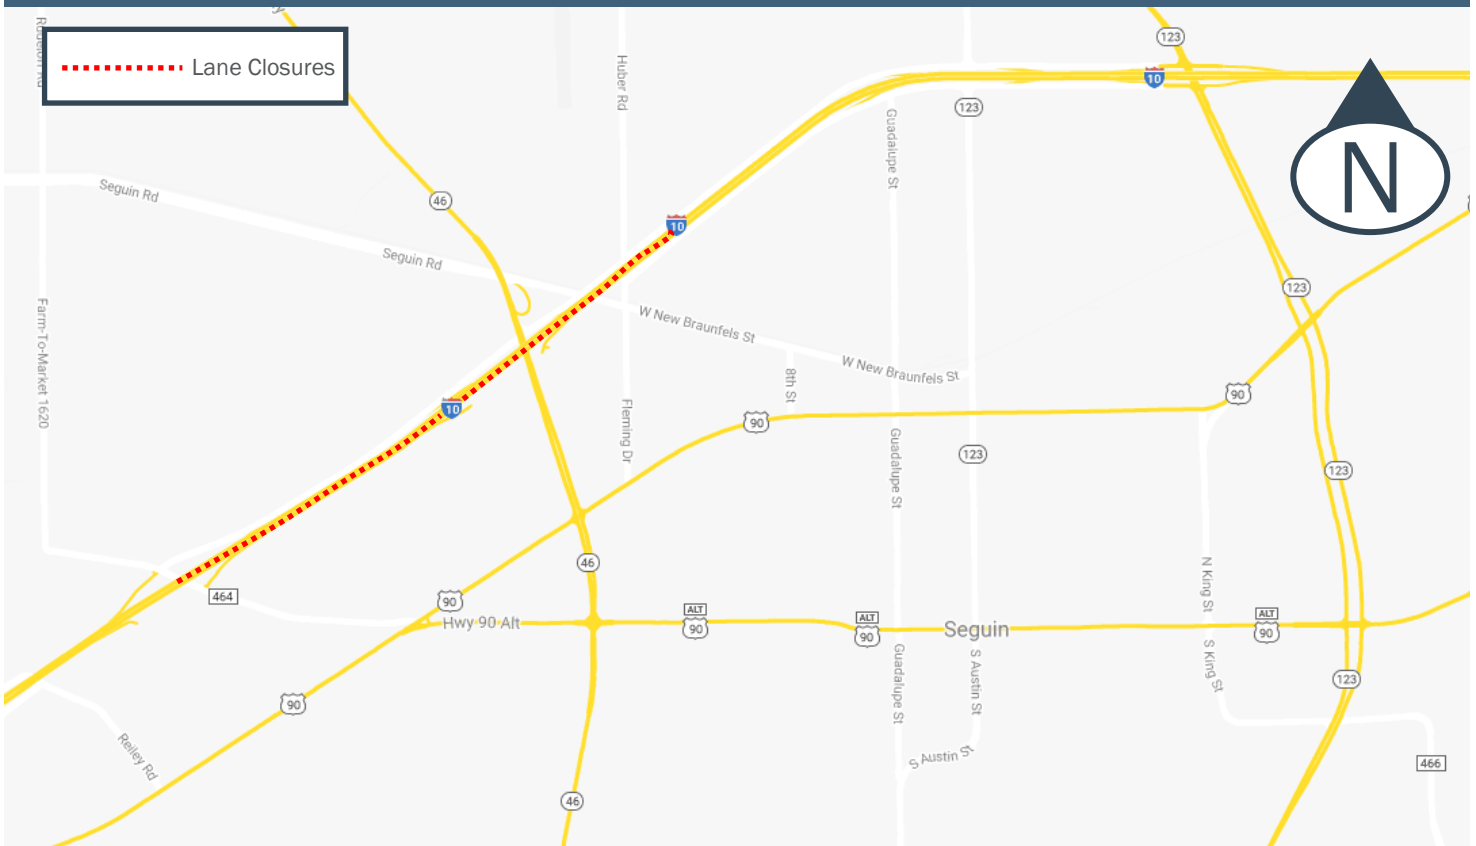 Lane Closures
N
123
10
Huber Rd
123
Guadalupe St
Seguin Rd
46
10
Seguin Rd
123
W New Braunfels St
Farm-To-Market 1620
W New Braunfels St
8th St
90
10
90
Fleming Dr
Guadalupe St
123
123
46
N King St
464
90
ALT
90
ALT
90
ALT
90
Hwy 90 Alt
Seguin
S King St
Guadalupe St
S Austin St
123
90
Reiley Rd
S Austin St
466
46